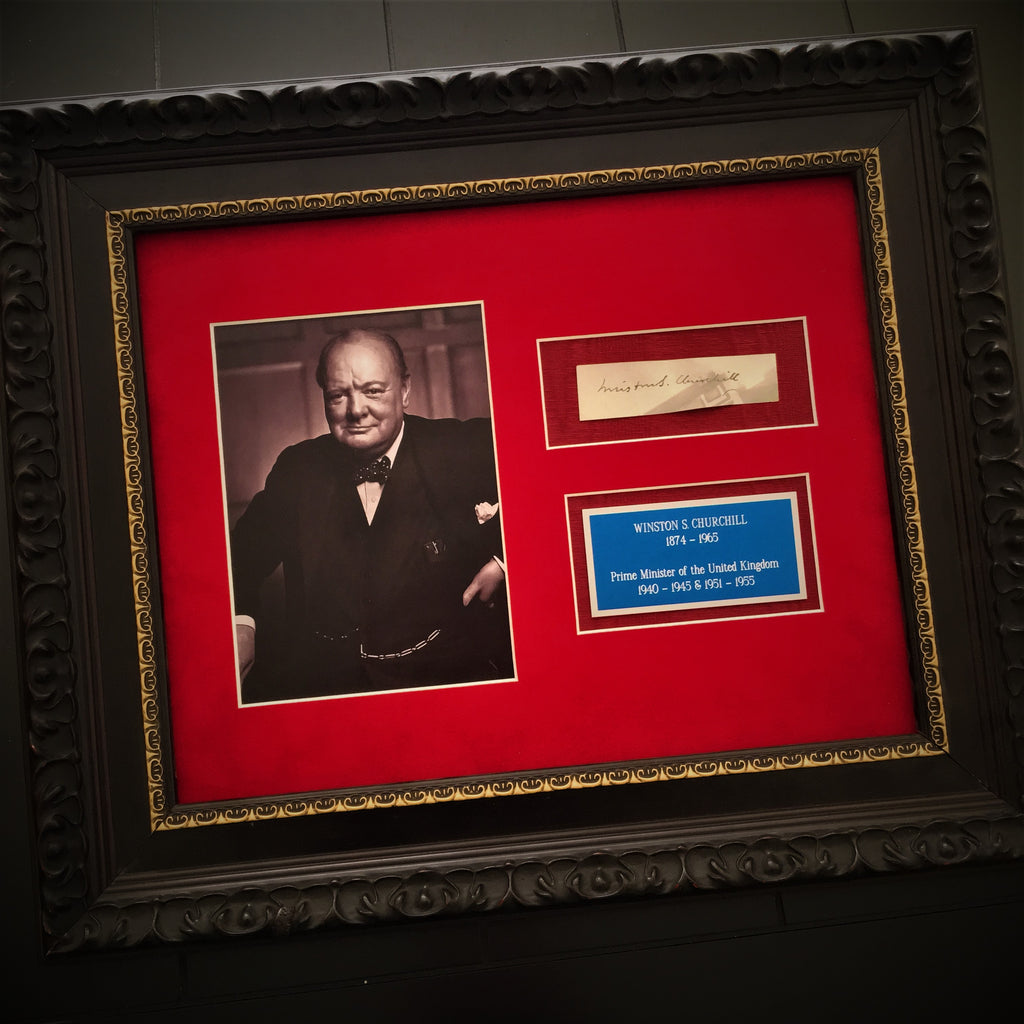 Winston S. Churchill
WINSTON S. CHURCHILL
1874 – 1965
Prime Minister of the United Kingdom
1940 – 1945 & 1951 – 1955